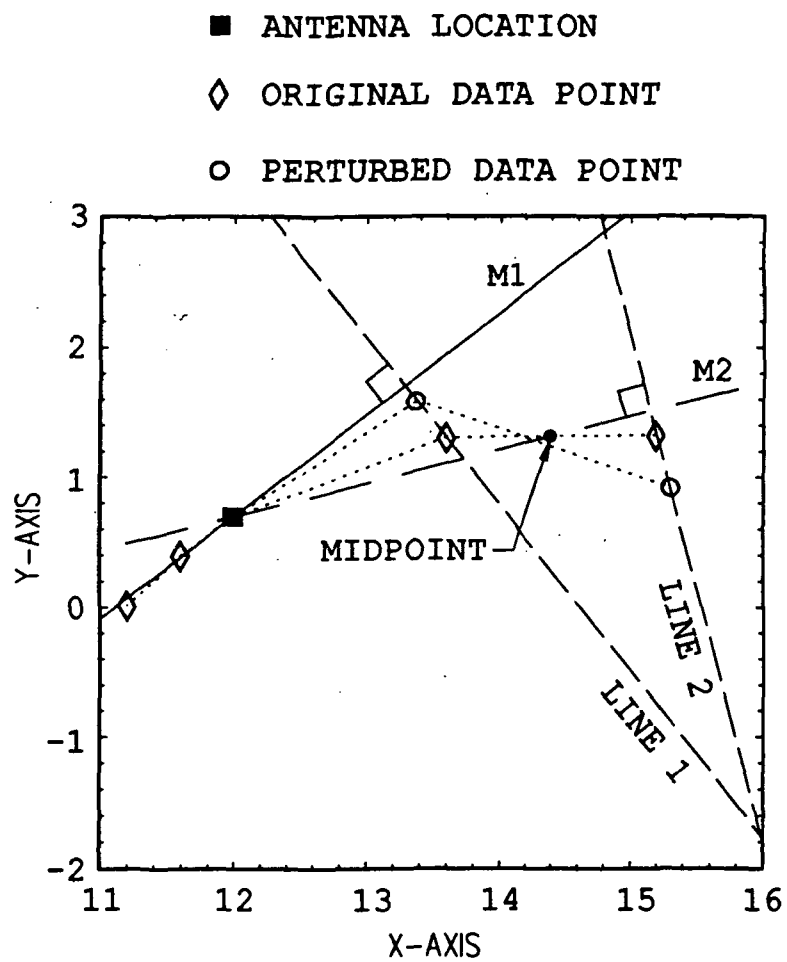 ANTENNA LOCATION
ORIGINAL DATA POINT
PERTURBED DATA POINT
3
2
1
0
-1
-2
Y-AXIS
M1
M2
MIDPOINT
LINE 2
LINE 1
11 12 13 14 15 16
X-AXIS